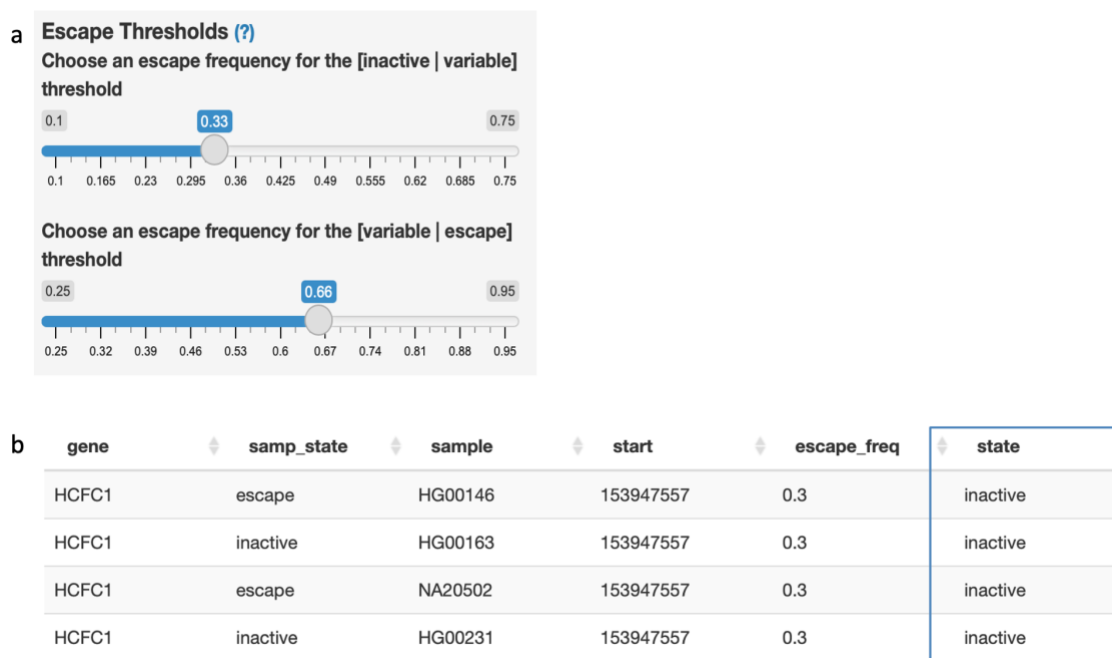 a
Escape Thresholds (?)
Choose an escape frequency for the [inactive | variable]
threshold
0.1 0.33 0.75
0.1 0.165 0.23 0.295 0.36 0.425 0.49 0.555 0.62 0.685 0.75
Choose an escape frequency for the [variable | escape]
threshold
0.25 0.66 0.95
0.25 0.32 0.39 0.46 0.53 0.6 0.67 0.74 0.81 0.88 0.95
b
gene samp_state sample start escape_freq state
HCFC1 escape HG00146 153947557 0.3 inactive
HCFC1 inactive HG00163 153947557 0.3 inactive
HCFC1 escape NA20502 153947557 0.3 inactive
HCFC1 inactive HG00231 153947557 0.3 inactive